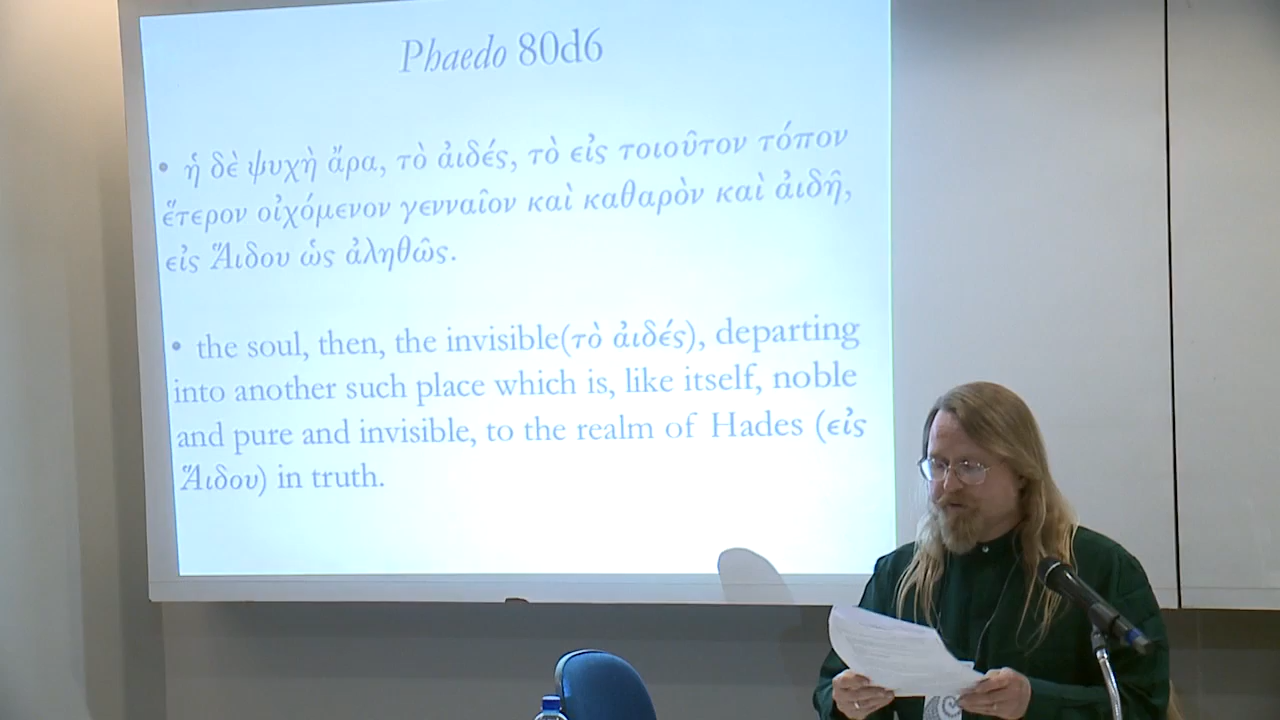 Phaedo 80d6
• ἡ δὲ ψυχὴ ἄρα, τὸ ἀιδές, τὸ εἰς τοιοῦτον τόπον
ἕτερον οἰχόμενον γενναῖον καὶ καθαρὸν καὶ ἀιδῆ,
εἰς Ἅιδου ὡς ἀληθῶς.
• the soul, then, the invisible(τὸ ἀιδές), departing
into another such place which is, like itself, noble
and pure and invisible, to the realm of Hades (εἰς
Ἅιδου) in truth.